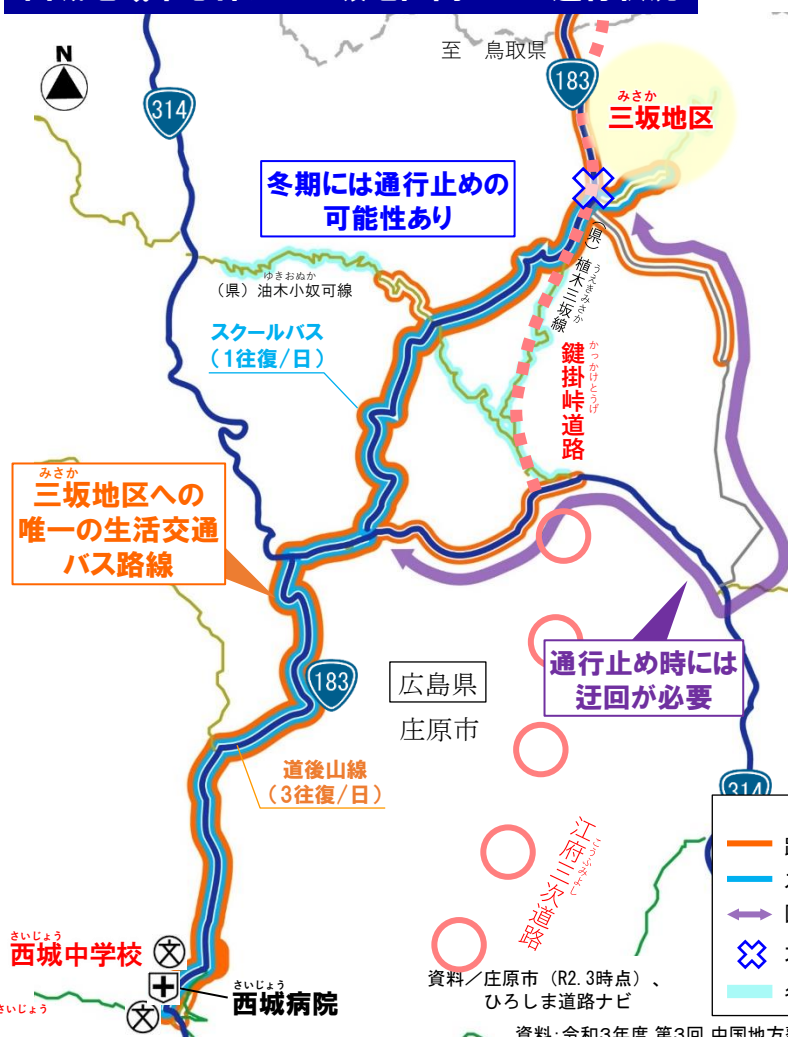 至 鳥取県
N
314
183
みさか
三坂地区
冬期には通行止めの
可能性あり
(県)植木三坂線
うえきみさか
ゆきおぬか
(県)油木小奴可線
スクールバス
(1往復/日)
鍵掛峠道路
かっかけとうげ
みさか
三坂地区への
唯一の生活交通
バス路線
通行止め時には
迂回が必要
183
広島県
庄原市
道後山線
(3往復/日)
314
江府三次道路
こうふみよし
さいじょう
西城中学校
文
さいじょう
西城病院
さいじょう
文
資料/庄原市(R2.3時点)、
ひろしま道路ナビ